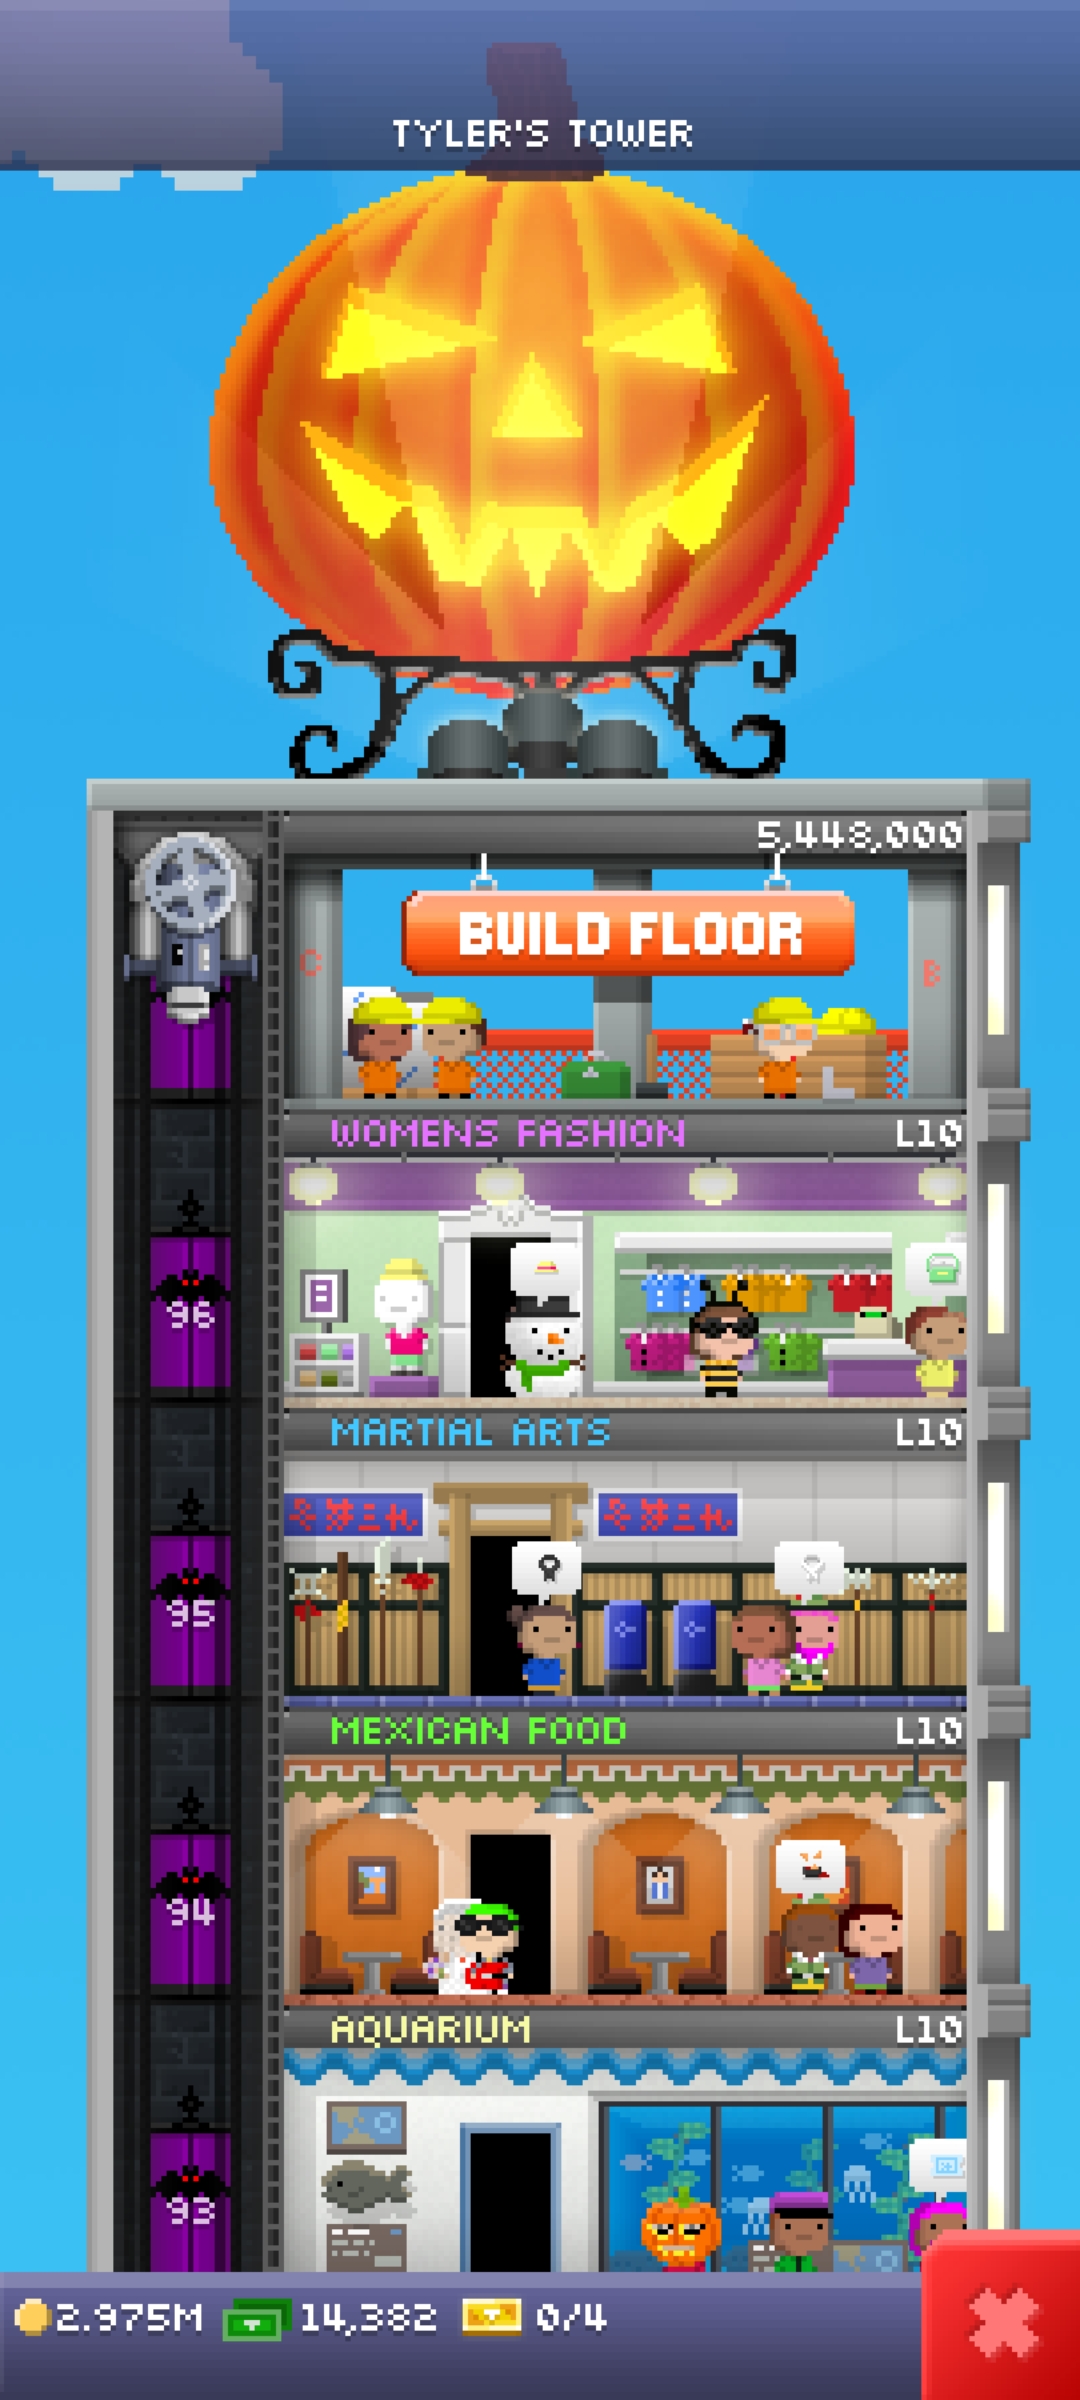 TYLER'S TOWER
5,448,000
BUILD FLOOR
C
B
WOMENS FASHION L10
96
MARTIAL ARTS L10
95
MEXICAN FOOD L10
94
AQUARIUM L10
93
2.975M 14,382 0/4